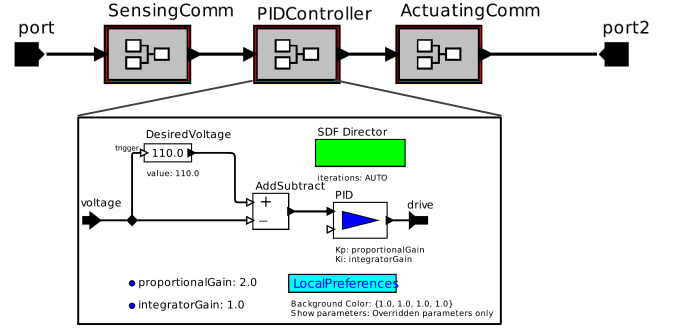 SensingComm
PIDController
ActuatingComm
port
port2
DesiredVoltage
SDF Director
trigger
110.0
value: 110.0
iterations: AUTO
AddSubtract
PID
voltage
+
−
drive
Kp: proportionalGain
Ki: integratorGain
proportionalGain: 2.0
LocalPreferences
integratorGain: 1.0
Background Color: {1.0, 1.0, 1.0, 1.0}
Show parameters: Overridden parameters only